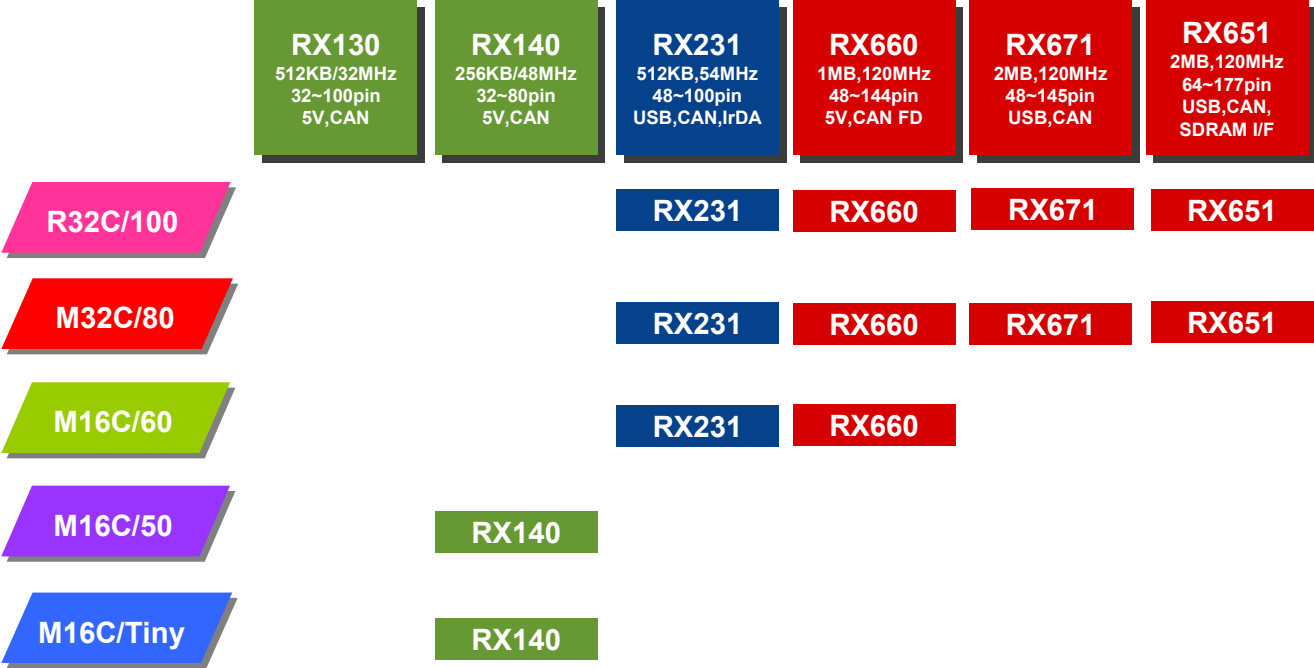 RX130
512KB/32MHz
32~100pin
5V,CAN
RX140
256KB/48MHz
32~80pin
5V,CAN
RX231
512KB,54MHz
48~100pin
USB,CAN,IrDA
RX660
1MB,120MHz
48~144pin
5V,CAN FD
RX671
2MB,120MHz
48~145pin
USB,CAN
RX651
2MB,120MHz
64~177pin
USB,CAN,
SDRAM I/F
R32C/100
RX231
RX660
RX671
RX651
M32C/80
RX231
RX660
RX671
RX651
M16C/60
RX231
RX660
M16C/50
RX140
M16C/Tiny
RX140